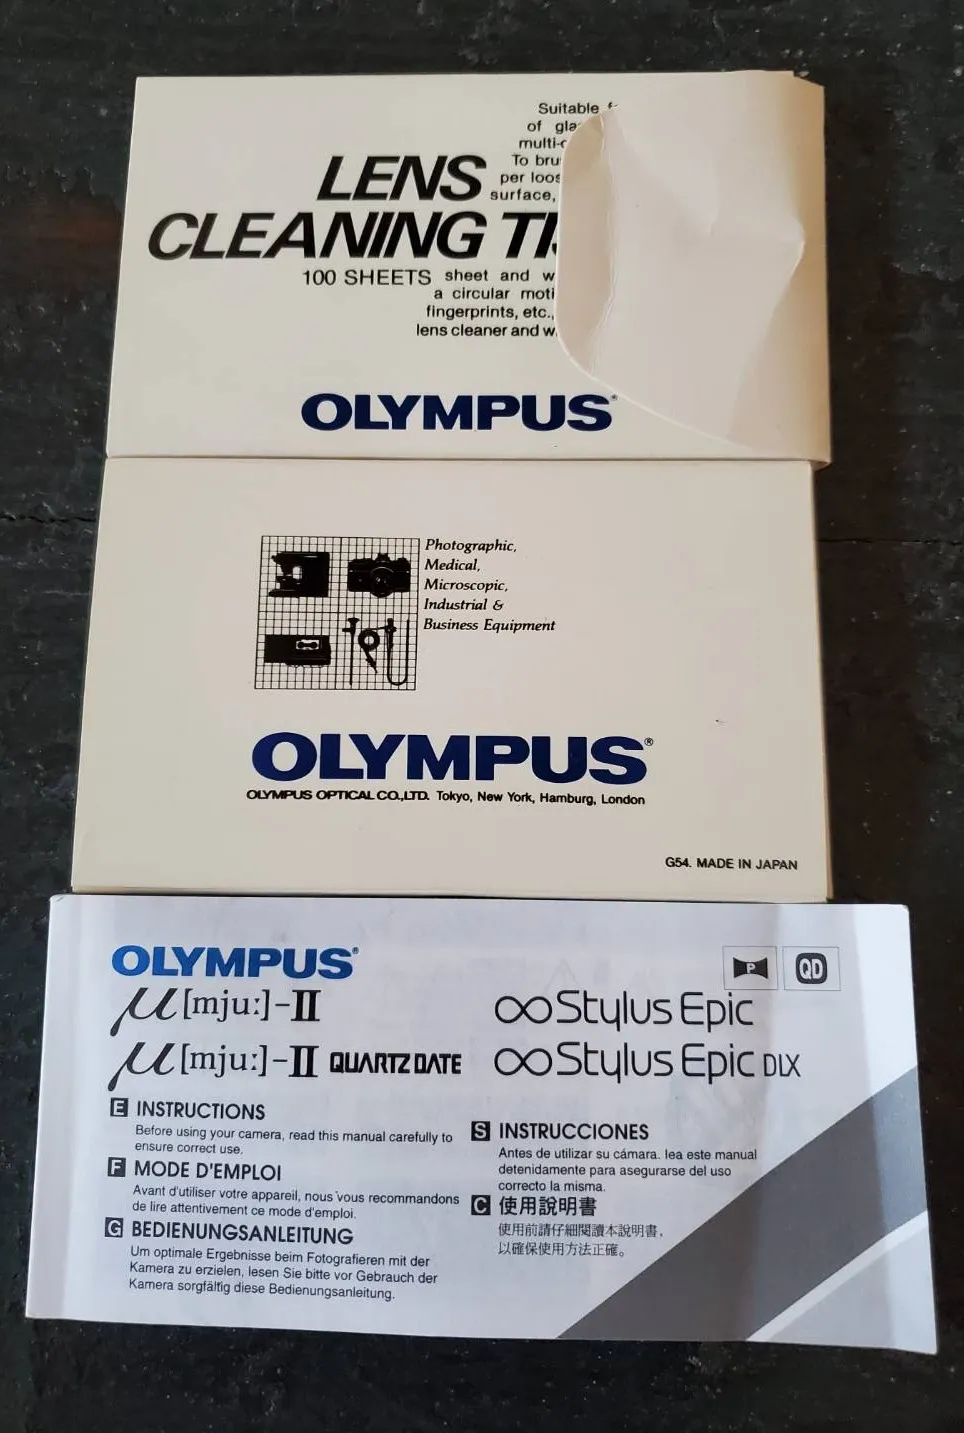 Suitable
of
To
LENS
per
surface,
CLEANING
100 SHEETS sheet and
a circular
fingerprints, etc.,
lens cleaner and
OLYMPUS®
Photographic,
Medical,
Microscopic,
Industrial &
Business Equipment
OLYMPUS®
OLYMPUS OPTICAL CO.,LTD. Tokyo, New York, Hamburg, London
G54. MADE IN JAPAN
OLYMPUS®
P QD
µ[mju:]-II
∞Stylus Epic
µ[mju:]-II QUARTZ DATE
∞Stylus Epic DLX
E INSTRUCTIONS
Before using your camera, read this manual carefully to
ensure correct use.
F MODE D'EMPLOI
Avant d'utiliser votre appareil, nous vous recommandons
de lire attentivement ce mode d'emploi.
G BEDIENUNGSANLEITUNG
Um optimale Ergebnisse beim Fotografieren mit der
Kamera zu erzielen, lesen Sie bitte vor Gebrauch der
Kamera sorgfältig diese Bedienungsanleitung.
S INSTRUCCIONES
Antes de utilizar su cámara. lea este manual
detenidamente para asegurarse del uso
correcto la misma.
C 使用說明書
使用前請仔細閱讀本說明書，
以確保使用方法正確。